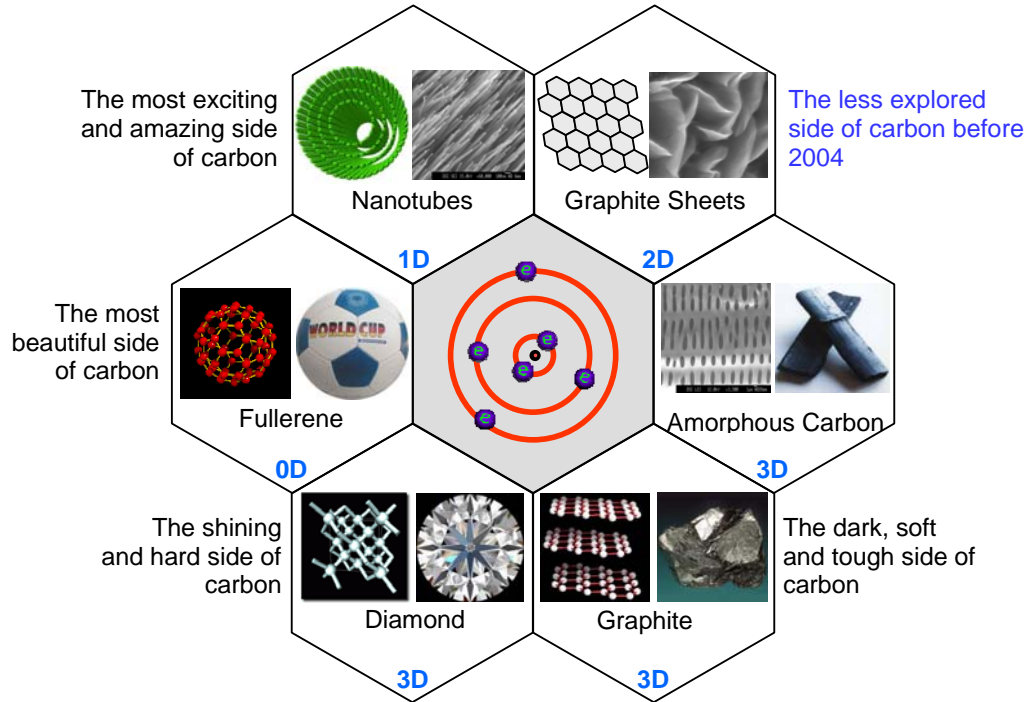 The most exciting
and amazing side
of carbon
Nanotubes
1D
Graphite Sheets
2D
The less explored
side of carbon before
2004
The most
beautiful side
of carbon
WORLD CUP
Fullerene
0D
e
e
e
e
e
e
Amorphous Carbon
3D
The shining
and hard side of
carbon
Diamond
3D
Graphite
3D
The dark, soft
and tough side of
carbon